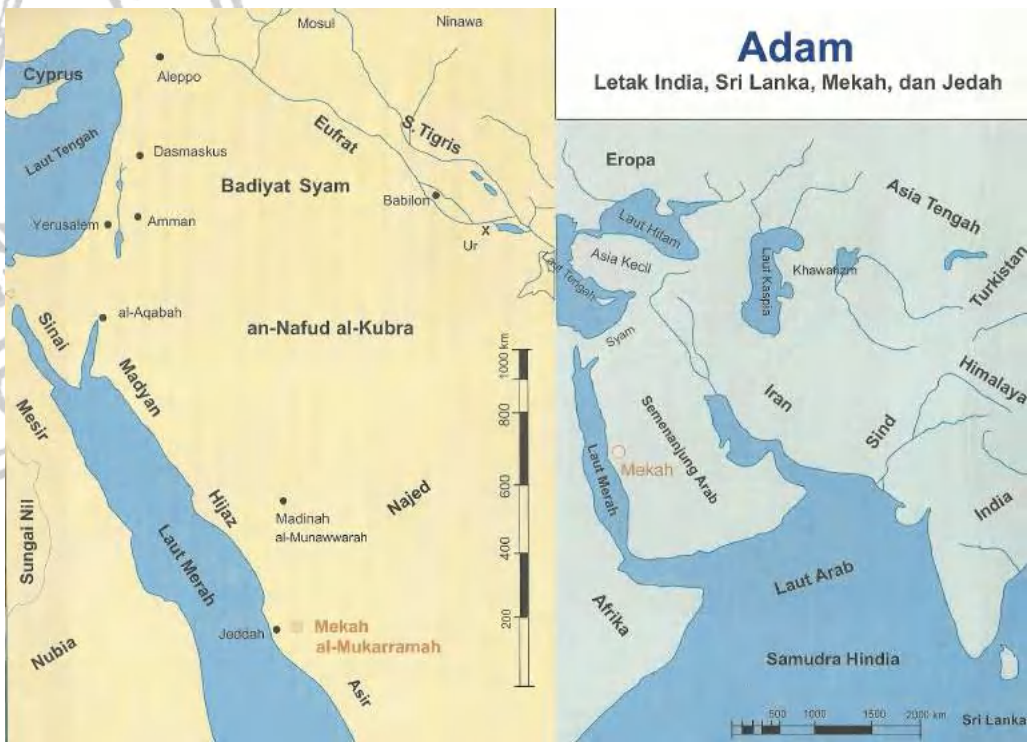 Adam
Letak India, Sri Lanka, Mekah, dan Jedah
Mosul
Ninawa
Cyprus
Aleppo
Laut Tengah
Eufrat
S. Tigris
Dasmaskus
Badiyat Syam
Babilon
Yerusalem
Amman
x
Ur
al-Aqabah
Sinai
an-Nafud al-Kubra
Madyan
Mesir
Hijaz
Najed
Madinah
al-Munawwarah
Sungai Nil
Laut Merah
Jeddah
Mekah
al-Mukarramah
Nubia
Asir
1000 km
800
600
400
200
Eropa
Asia Tengah
Laut Hitam
Asia Kecil
Laut Kaspia
Khawarizm
Turkistan
Laut Tengah
Syam
Himalaya
Iran
Sind
Semenanjung Arab
Mekah
Laut Merah
India
Laut Arab
Afrika
Samudra Hindia
500
1000
1500
2000 km
Sri Lanka